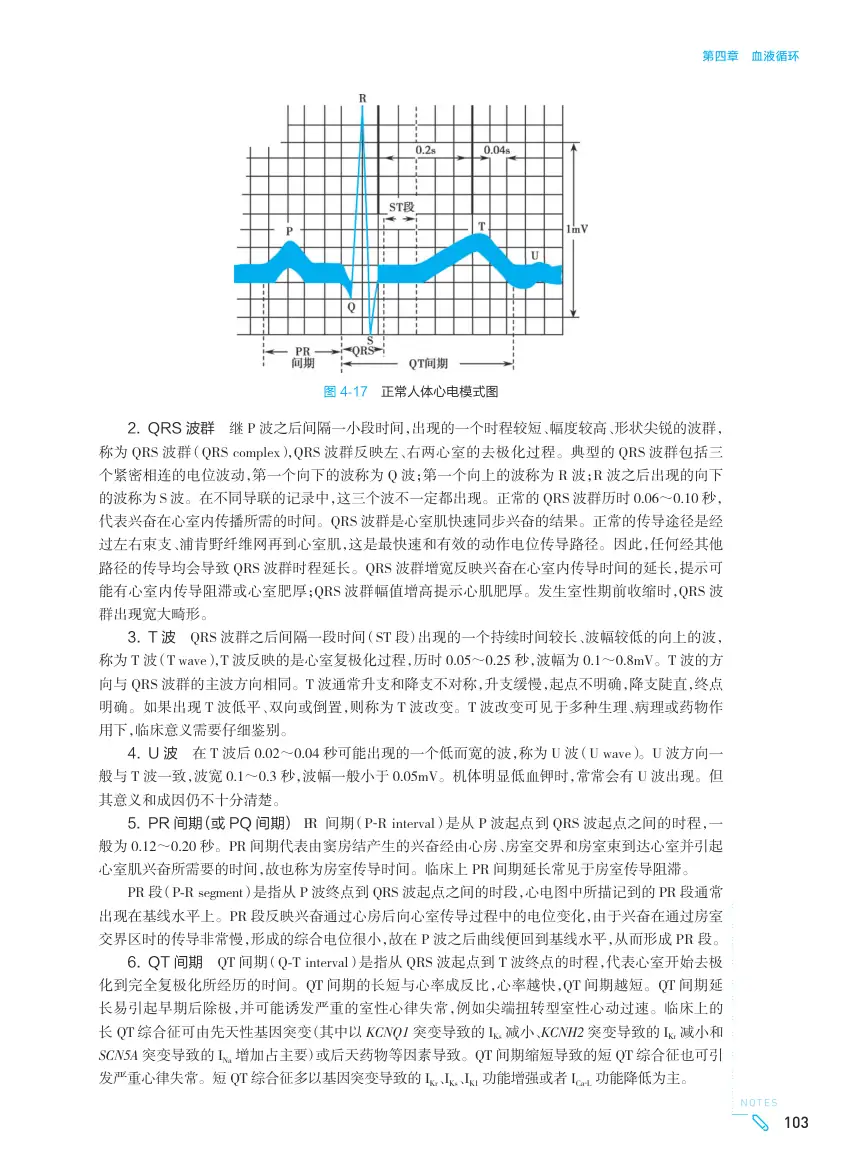 第四章 血液循环
R
0.2s 0.04s
ST段
P T 1mV
U
Q
S
PR QRS
间期 QT间期
图 4-17 正常人体心电模式图
2. QRS 波群 继 P 波之后间隔一小段时间,出现的一个时程较短、幅度较高、形状尖锐的波群,
称为 QRS 波群(QRS complex),QRS 波群反映左、右两心室的去极化过程。典型的 QRS 波群包括三
个紧密相连的电位波动,第一个向下的波称为 Q 波;第一个向上的波称为 R 波;R 波之后出现的向下
的波称为 S 波。在不同导联的记录中,这三个波不一定都出现。正常的 QRS 波群历时 0.06～0.10 秒,
代表兴奋在心室内传播所需的时间。QRS 波群是心室肌快速同步兴奋的结果。正常的传导途径是经
过左右束支、浦肯野纤维网再到心室肌,这是最快速和有效的动作电位传导路径。因此,任何经其他
路径的传导均会导致 QRS 波群时程延长。QRS 波群增宽反映兴奋在心室内传导时间的延长,提示可
能有心室内传导阻滞或心室肥厚;QRS 波群幅值增高提示心肌肥厚。发生室性期前收缩时,QRS 波
群出现宽大畸形。
3. T 波 QRS 波群之后间隔一段时间(ST 段)出现的一个持续时间较长、波幅较低的向上的波,
称为 T 波(T wave),T 波反映的是心室复极化过程,历时 0.05～0.25 秒,波幅为 0.1～0.8mV。T 波的方
向与 QRS 波群的主波方向相同。T 波通常升支和降支不对称,升支缓慢,起点不明确,降支陡直,终点
明确。如果出现 T 波低平、双向或倒置,则称为 T 波改变。T 波改变可见于多种生理、病理或药物作
用下,临床意义需要仔细鉴别。
4. U 波 在 T 波后 0.02～0.04 秒可能出现的一个低而宽的波,称为 U 波(U wave)。U 波方向一
般与 T 波一致,波宽 0.1～0.3 秒,波幅一般小于 0.05mV。机体明显低血钾时,常常会有 U 波出现。但
其意义和成因仍不十分清楚。
5. PR 间期(或 PQ 间期) PR 间期(P-R interval)是从 P 波起点到 QRS 波起点之间的时程,一
般为 0.12～0.20 秒。PR 间期代表由窦房结产生的兴奋经由心房、房室交界和房室束到达心室并引起
心室肌兴奋所需要的时间,故也称为房室传导时间。临床上 PR 间期延长常见于房室传导阻滞。
PR 段(P-R segment)是指从 P 波终点到 QRS 波起点之间的时段,心电图中所描记到的 PR 段通常
出现在基线水平上。PR 段反映兴奋通过心房后向心室传导过程中的电位变化,由于兴奋在通过房室
交界区时的传导非常慢,形成的综合电位很小,故在 P 波之后曲线便回到基线水平,从而形成 PR 段。
6. QT 间期 QT 间期(Q-T interval)是指从 QRS 波起点到 T 波终点的时程,代表心室开始去极
化到完全复极化所经历的时间。QT 间期的长短与心率成反比,心率越快,QT 间期越短。QT 间期延
长易引起早期后除极,并可能诱发严重的室性心律失常,例如尖端扭转型室性心动过速。临床上的
长 QT 综合征可由先天性基因突变(其中以 KCNQ1 突变导致的 IKs 减小、KCNH2 突变导致的 IKr 减小和
SCN5A 突变导致的 INa 增加占主要)或后天药物等因素导致。QT 间期缩短导致的短 QT 综合征也可引
发严重心律失常。短 QT 综合征多以基因突变导致的 IKr、IKs、IK1 功能增强或者 ICa-L 功能降低为主。
NOTES
103